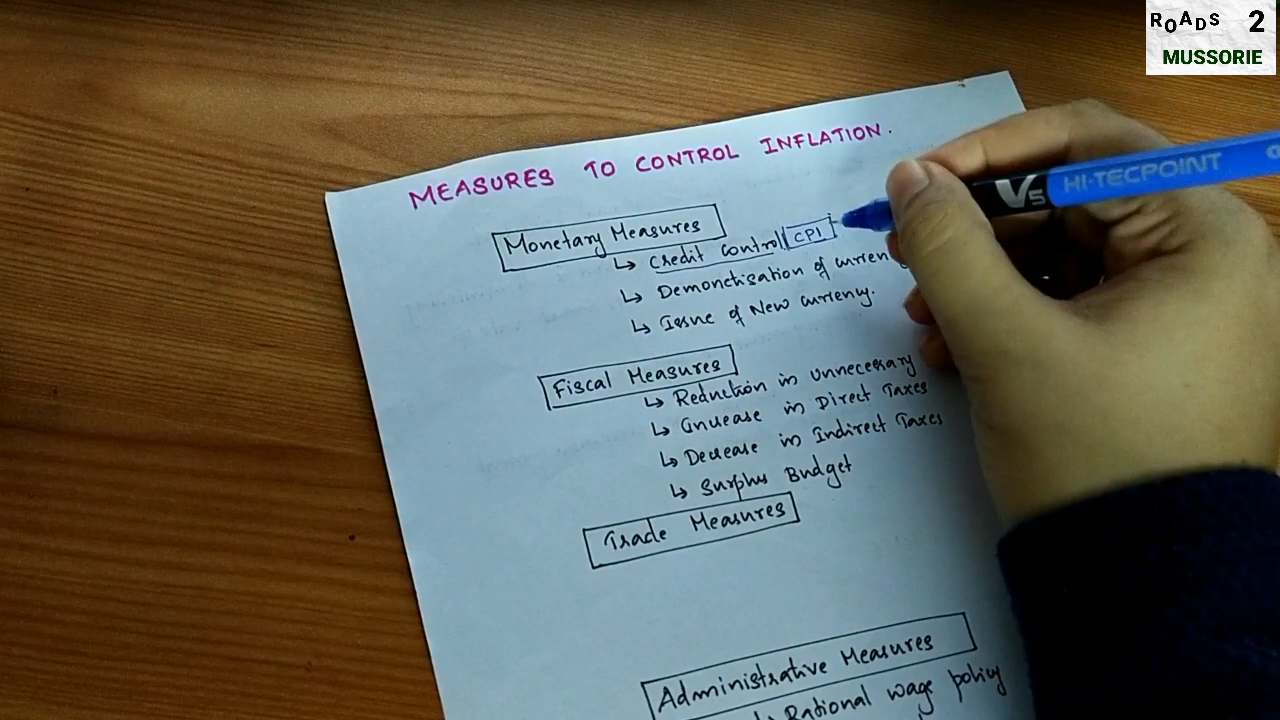 ROADS 2
MUSSORIE
MEASURES TO CONTROL INFLATION.
Monetary Measures
↳ Credit Control CPI
↳ Demonetisation of
↳ Issue of New currency.
Fiscal Measures
↳ Reduction in unnecessary
↳ Increase in Direct Taxes
↳ Decrease in Indirect Taxes
↳ Surplus Budget
Trade Measures
Administrative Measures
↳ Rational wage policy
V5 HI-TECPOINT